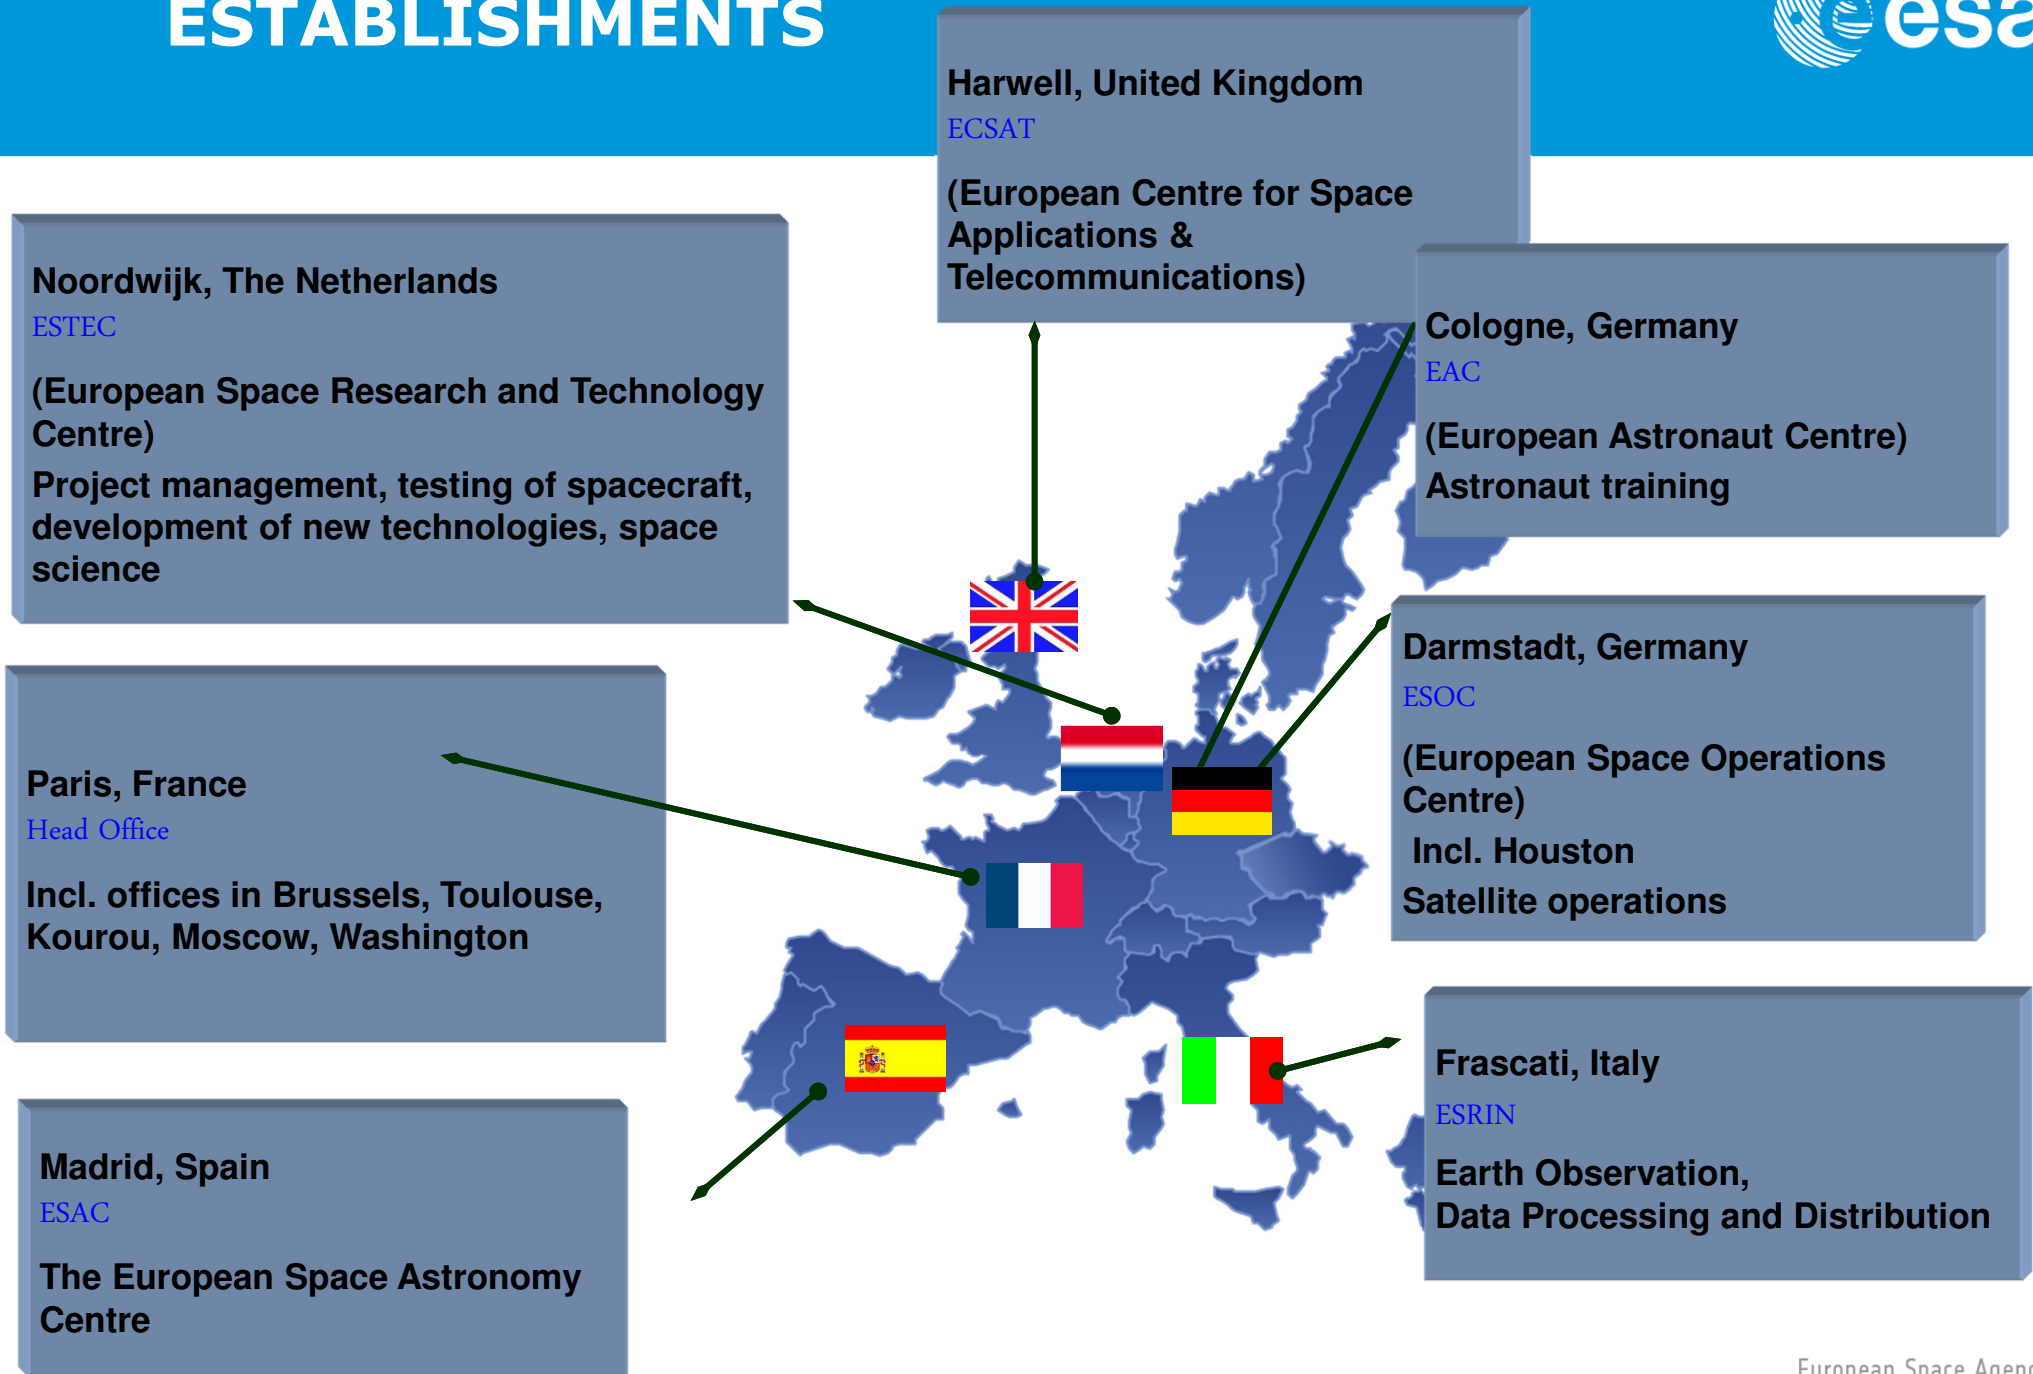 ESTABLISHMENTS
esa
Harwell, United Kingdom
ECSAT
(European Centre for Space
Applications &
Telecommunications)
Noordwijk, The Netherlands
ESTEC
(European Space Research and Technology
Centre)
Project management, testing of spacecraft,
development of new technologies, space
science
Cologne, Germany
EAC
(European Astronaut Centre)
Astronaut training
Darmstadt, Germany
ESOC
(European Space Operations
Centre)
Incl. Houston
Satellite operations
Paris, France
Head Office
Incl. offices in Brussels, Toulouse,
Kourou, Moscow, Washington
Frascati, Italy
ESRIN
Earth Observation,
Data Processing and Distribution
Madrid, Spain
ESAC
The European Space Astronomy
Centre
European Space Agenc